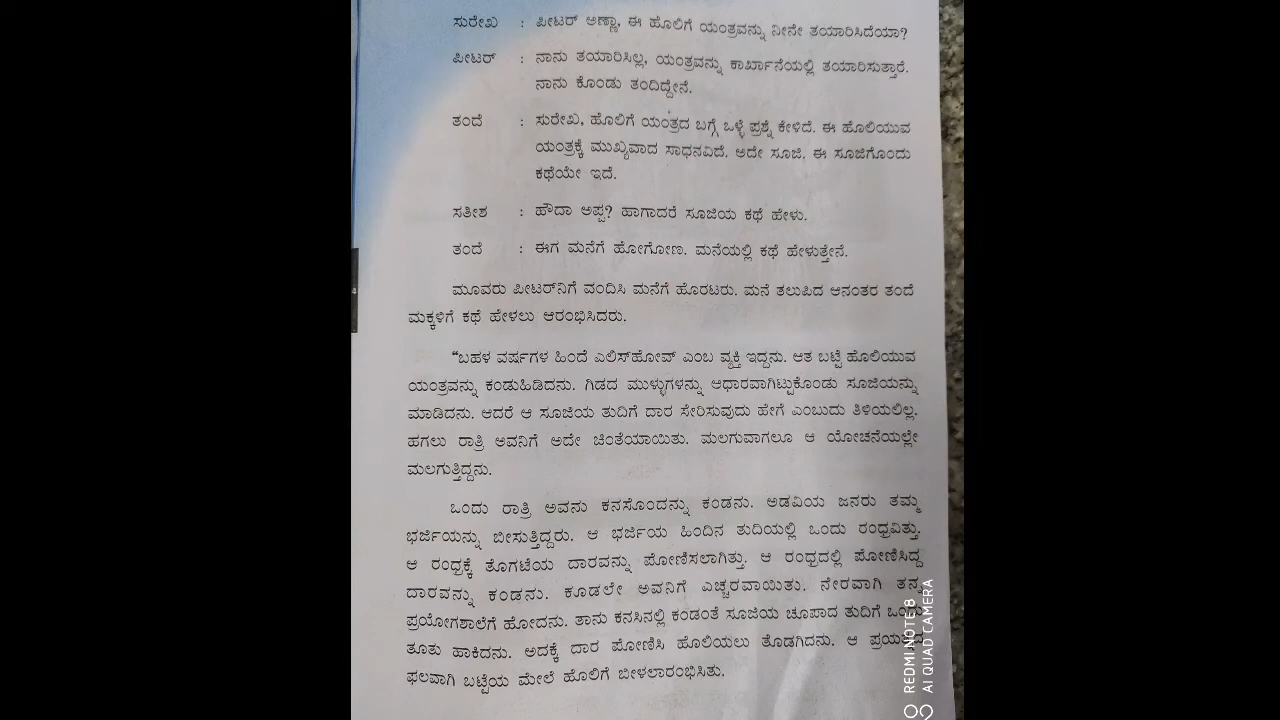 ಸುರೇಖ : ಪೀಟರ್ ಅಣ್ಣಾ, ಈ ಹೊಲಿಗೆ ಯಂತ್ರವನ್ನು ನೀನೇ ತಯಾರಿಸಿದೆಯಾ?
ಪೀಟರ್ : ನಾನು ತಯಾರಿಸಿಲ್ಲ, ಯಂತ್ರವನ್ನು ಕಾರ್ಖಾನೆಯಲ್ಲಿ ತಯಾರಿಸುತ್ತಾರೆ.
ನಾನು ಕೊಂಡು ತಂದಿದ್ದೇನೆ.
ತಂದೆ : ಸುರೇಖ, ಹೊಲಿಗೆ ಯಂತ್ರದ ಬಗ್ಗೆ ಒಳ್ಳೆ ಪ್ರಶ್ನೆ ಕೇಳಿದೆ. ಈ ಹೊಲಿಯುವ
ಯಂತ್ರಕ್ಕೆ ಮುಖ್ಯವಾದ ಸಾಧನವಿದೆ. ಅದೇ ಸೂಜಿ. ಈ ಸೂಜಿಗೊಂದು
ಕಥೆಯೇ ಇದೆ.
ಸತೀಶ : ಹೌದಾ ಅಪ್ಪ? ಹಾಗಾದರೆ ಸೂಜಿಯ ಕಥೆ ಹೇಳು.
ತಂದೆ : ಈಗ ಮನೆಗೆ ಹೋಗೋಣ. ಮನೆಯಲ್ಲಿ ಕಥೆ ಹೇಳುತ್ತೇನೆ.
ಮೂವರು ಪೀಟರ್‌ನಿಗೆ ವಂದಿಸಿ ಮನೆಗೆ ಹೊರಟರು. ಮನೆ ತಲುಪಿದ ಆನಂತರ ತಂದೆ
ಮಕ್ಕಳಿಗೆ ಕಥೆ ಹೇಳಲು ಆರಂಭಿಸಿದರು.
“ಬಹಳ ವರ್ಷಗಳ ಹಿಂದೆ ಎಲಿಸ್‌ಹೋವ್ ಎಂಬ ವ್ಯಕ್ತಿ ಇದ್ದನು. ಆತ ಬಟ್ಟೆ ಹೊಲಿಯುವ
ಯಂತ್ರವನ್ನು ಕಂಡುಹಿಡಿದನು. ಗಿಡದ ಮುಳ್ಳುಗಳನ್ನು ಆಧಾರವಾಗಿಟ್ಟುಕೊಂಡು ಸೂಜಿಯನ್ನು
ಮಾಡಿದನು. ಆದರೆ ಆ ಸೂಜಿಯ ತುದಿಗೆ ದಾರ ಸೇರಿಸುವುದು ಹೇಗೆ ಎಂಬುದು ತಿಳಿಯಲಿಲ್ಲ.
ಹಗಲು ರಾತ್ರಿ ಅವನಿಗೆ ಅದೇ ಚಿಂತೆಯಾಯಿತು. ಮಲಗುವಾಗಲೂ ಆ ಯೋಚನೆಯಲ್ಲೇ
ಮಲಗುತ್ತಿದ್ದನು.
ಒಂದು ರಾತ್ರಿ ಅವನು ಕನಸೊಂದನ್ನು ಕಂಡನು. ಅಡವಿಯ ಜನರು ತಮ್ಮ
ಭರ್ಜಿಯನ್ನು ಬೀಸುತ್ತಿದ್ದರು. ಆ ಭರ್ಜಿಯ ಹಿಂದಿನ ತುದಿಯಲ್ಲಿ ಒಂದು ರಂಧ್ರವಿತ್ತು.
ಆ ರಂಧ್ರಕ್ಕೆ ತೊಗಟೆಯ ದಾರವನ್ನು ಪೋಣಿಸಲಾಗಿತ್ತು. ಆ ರಂಧ್ರದಲ್ಲಿ ಪೋಣಿಸಿದ್ದ
ದಾರವನ್ನು ಕಂಡನು. ಕೂಡಲೇ ಅವನಿಗೆ ಎಚ್ಚರವಾಯಿತು. ನೇರವಾಗಿ ತನ್ನ
ಪ್ರಯೋಗಶಾಲೆಗೆ ಹೋದನು. ತಾನು ಕನಸಿನಲ್ಲಿ ಕಂಡಂತೆ ಸೂಜಿಯ ಚೂಪಾದ ತುದಿಗೆ
ತೂತು ಹಾಕಿದನು. ಅದಕ್ಕೆ ದಾರ ಪೋಣಿಸಿ ಹೊಲಿಯಲು ತೊಡಗಿದನು. ಆ
ಫಲವಾಗಿ ಬಟ್ಟೆಯ ಮೇಲೆ ಹೊಲಿಗೆ ಬೀಳಲಾರಂಭಿಸಿತು.
REDMI NOTE 8
AI QUAD CAMERA